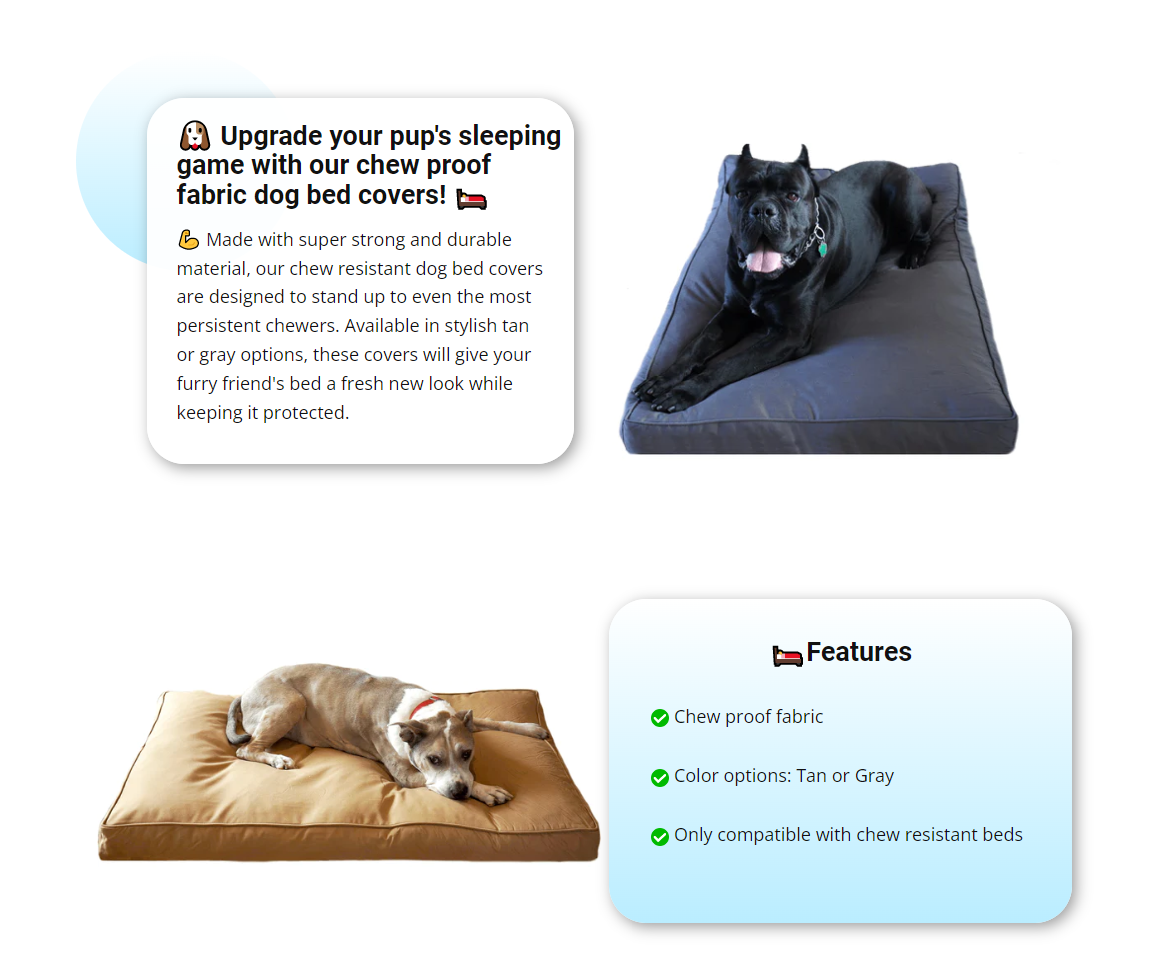 🐶 Upgrade your pup's sleeping
game with our chew proof
fabric dog bed covers! 🛏️
💪 Made with super strong and durable
material, our chew resistant dog bed covers
are designed to stand up to even the most
persistent chewers. Available in stylish tan
or gray options, these covers will give your
furry friend's bed a fresh new look while
keeping it protected.
🛏️Features
Chew proof fabric
Color options: Tan or Gray
Only compatible with chew resistant beds